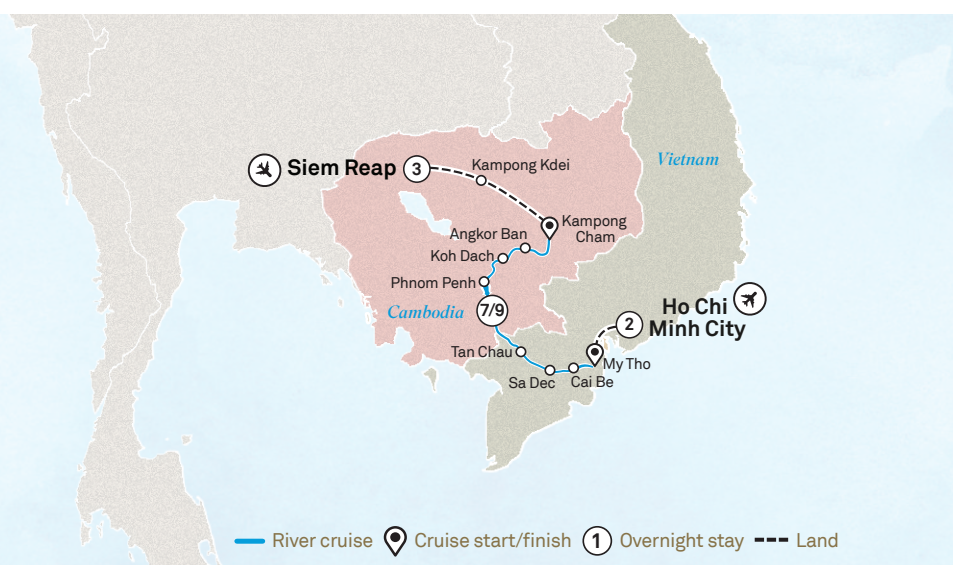 Vietnam
Siem Reap
3
Kampong Kdei
Kampong
Cham
Angkor Ban
Koh Dach
Phnom Penh
Cambodia
7/9
Ho Chi
Minh City
2
Tan Chau
My Tho
Sa Dec
Cai Be
River cruise
Cruise start/finish
1
Overnight stay
Land